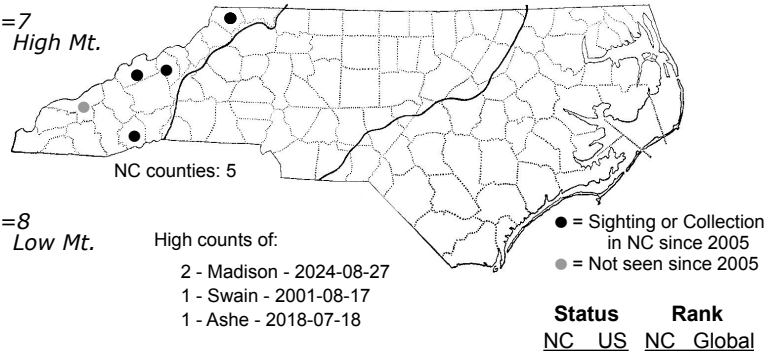 =7
High Mt.
NC counties: 5
=8
Low Mt.
High counts of:
2 - Madison - 2024-08-27
1 - Swain - 2001-08-17
1 - Ashe - 2018-07-18
= Sighting or Collection
in NC since 2005
= Not seen since 2005
Status Rank
NC US NC Global